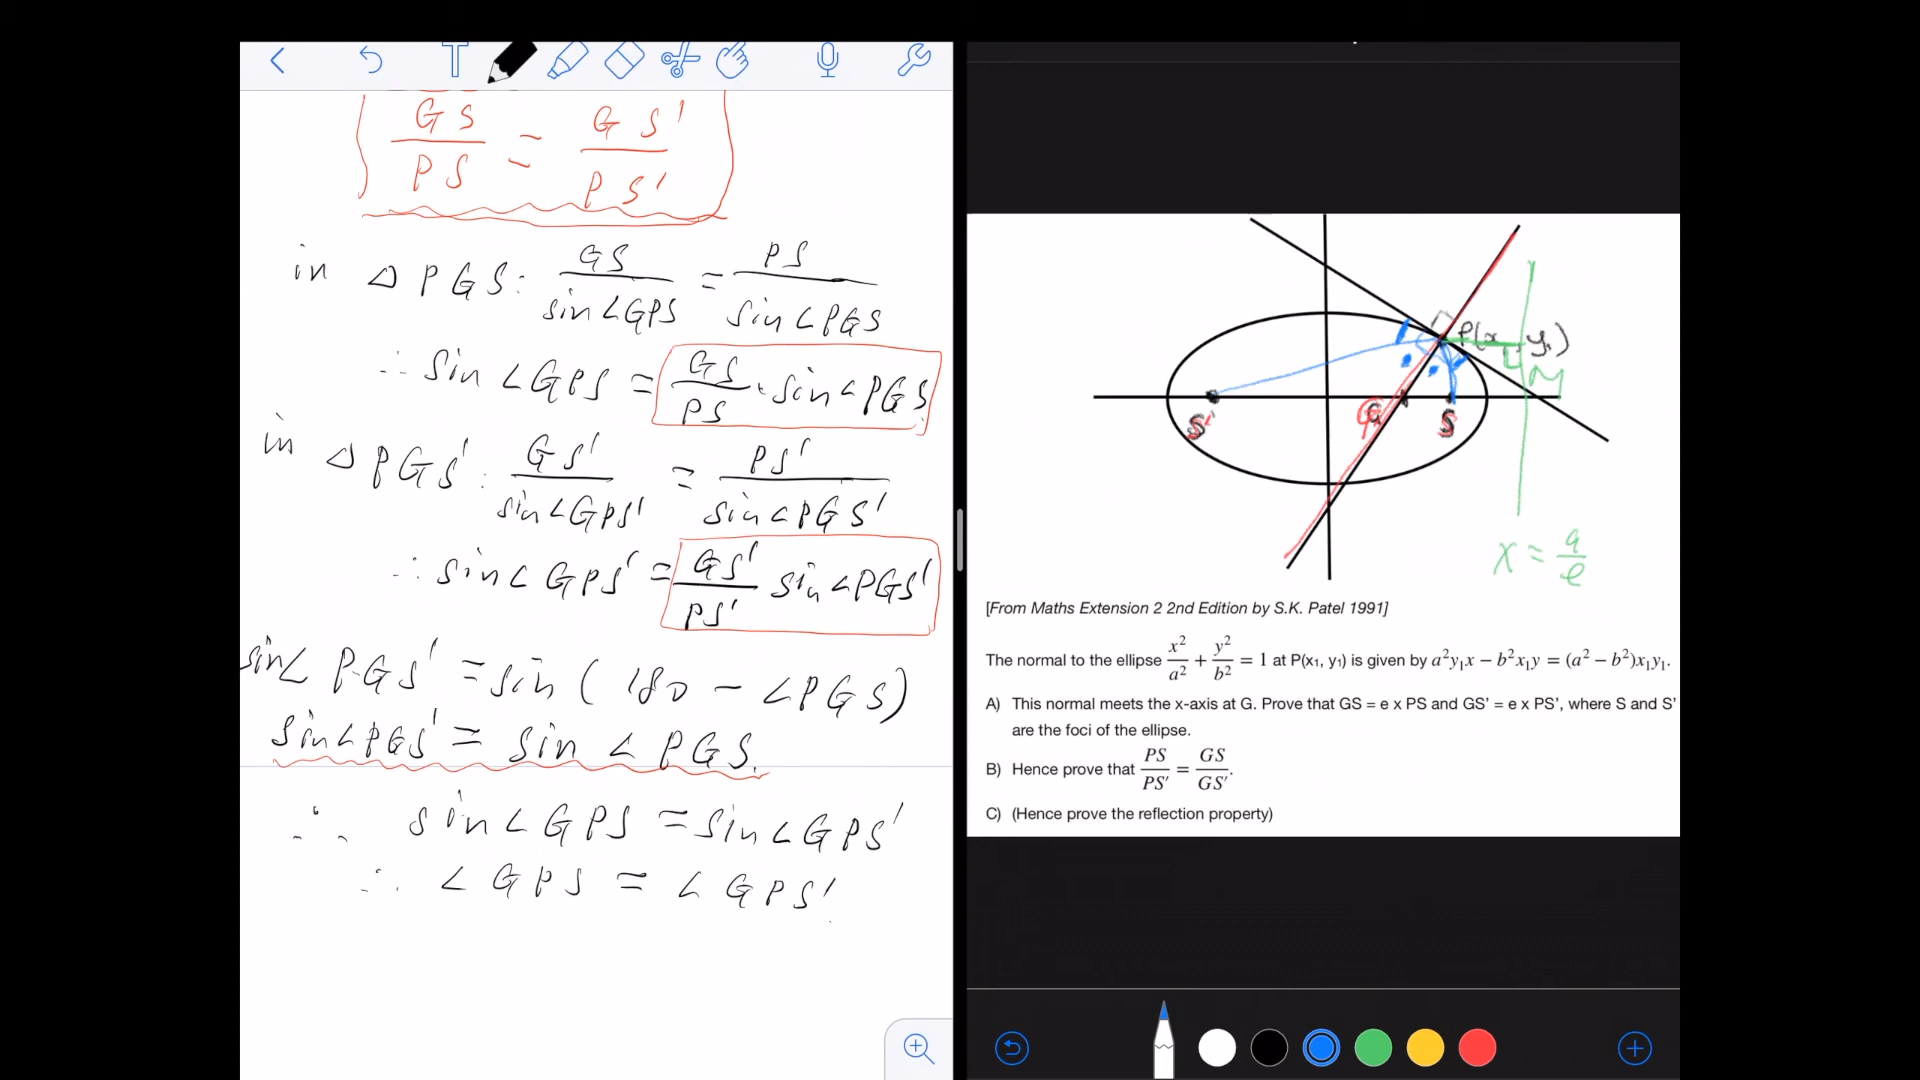 GS/PS = GS'/PS'
in △PGS: GS/sin∠GPS = PS/sin∠PGS
∴ sin∠GPS = GS/PS · sin∠PGS
in △PGS': GS'/sin∠GPS' = PS'/sin∠PGS'
∴ sin∠GPS' = GS'/PS' sin∠PGS'
sin∠PGS' = sin(180 − ∠PGS)
sin∠PGS' = sin∠PGS.
∴ sin∠GPS = sin∠GPS'
∴ ∠GPS = ∠GPS'
P(x₁, y₁)
M
S'
G
S
x = a/e
[From Maths Extension 2 2nd Edition by S.K. Patel 1991]
The normal to the ellipse x²/a² + y²/b² = 1 at P(x₁, y₁) is given by a²y₁x − b²x₁y = (a² − b²)x₁y₁.
A) This normal meets the x-axis at G. Prove that GS = e x PS and GS' = e x PS', where S and S'
are the foci of the ellipse.
B) Hence prove that PS/PS' = GS/GS'.
C) (Hence prove the reflection property)